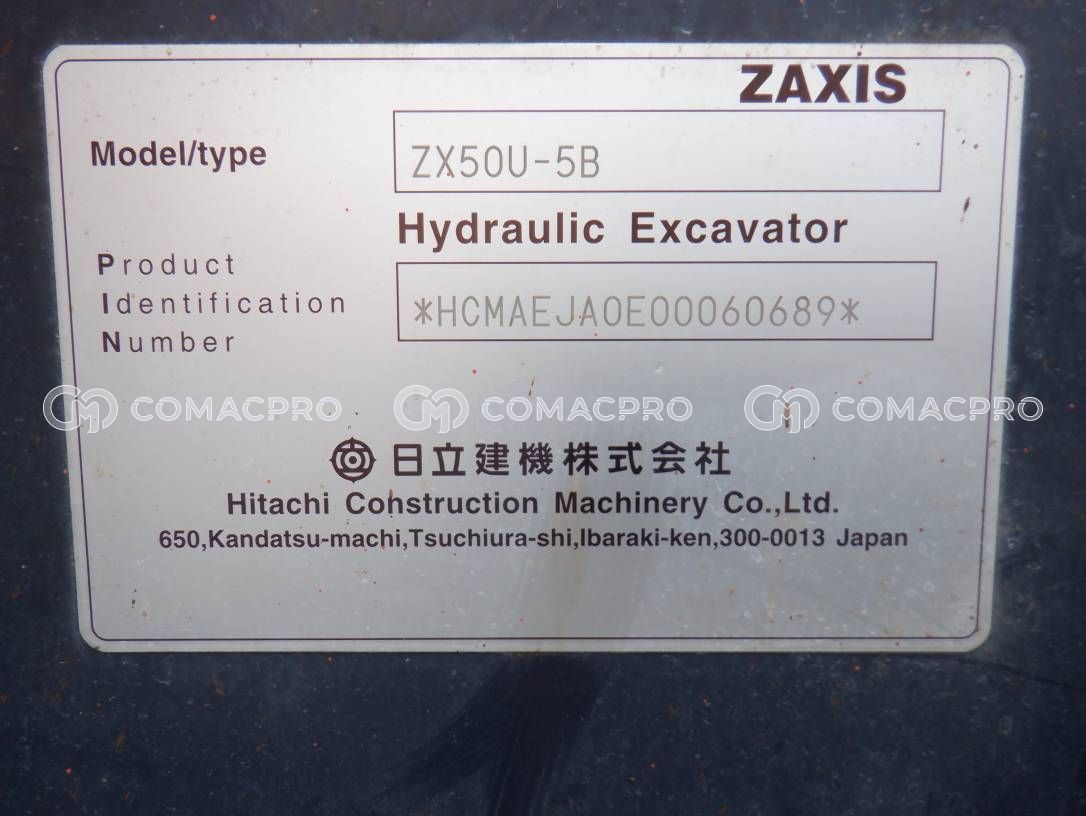 ZAXIS
Model/type ZX50U-5B
Hydraulic Excavator
Product
Identification *HCMAEJA0E00060689*
Number
COMACPRO COMACPRO COMACPRO
日立建機株式会社
Hitachi Construction Machinery Co.,Ltd.
650,Kandatsu-machi,Tsuchiura-shi,Ibaraki-ken,300-0013 Japan